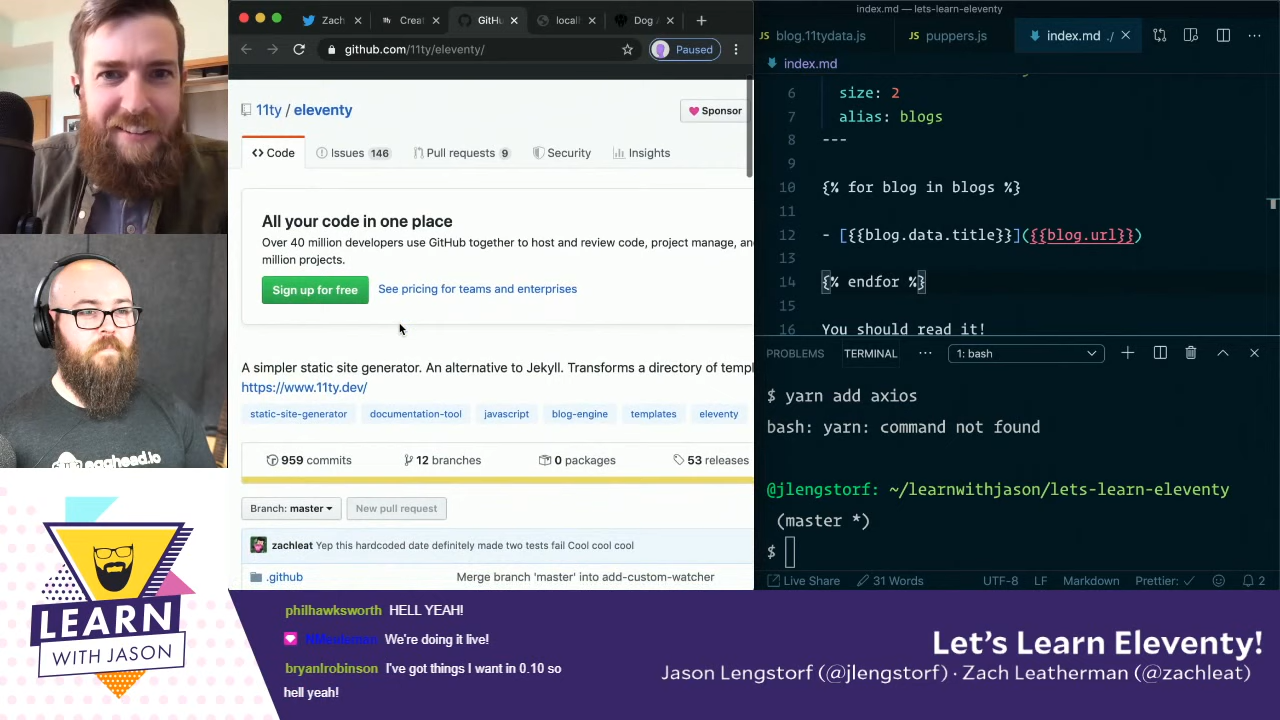 index.md — lets-learn-eleventy
Zach
Creat
GitHu
locall
Dog
github.com/11ty/eleventy/
Paused
11ty / eleventy
Sponsor
Code
Issues 146
Pull requests 9
Security
Insights
All your code in one place
Over 40 million developers use GitHub together to host and review code, project manage, an
million projects.
Sign up for free
See pricing for teams and enterprises
A simpler static site generator. An alternative to Jekyll. Transforms a directory of templ
https://www.11ty.dev/
static-site-generator
documentation-tool
javascript
blog-engine
templates
eleventy
959 commits
12 branches
0 packages
53 releases
Branch: master
New pull request
zachleat Yep this hardcoded date definitely made two tests fail Cool cool cool
.github
Merge branch 'master' into add-custom-watcher
JS blog.11tydata.js
JS puppers.js
index.md ./
index.md
6 size: 2
7 alias: blogs
8 ---
9
10 {% for blog in blogs %}
11
12 - [{{blog.data.title}}]({{blog.url}})
13
14 {% endfor %}
15
16 You should read it!
PROBLEMS
TERMINAL
1: bash
$ yarn add axios
bash: yarn: command not found
@jlengstorf: ~/learnwithjason/lets-learn-eleventy
(master *)
$
Live Share
31 Words
UTF-8
LF
Markdown
Prettier: ✓
2
egghead.io
LEARN
WITH JASON
philhawksworth HELL YEAH!
We're doing it live!
bryanlrobinson I've got things I want in 0.10 so
hell yeah!
Let's Learn Eleventy!
Jason Lengstorf (@jlengstorf) · Zach Leatherman (@zachleat)